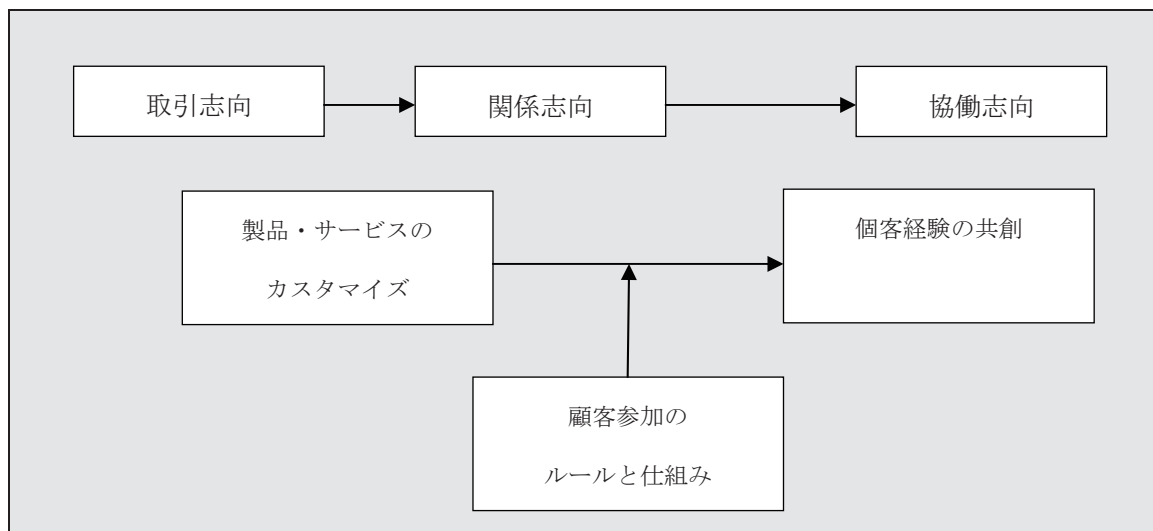 取引志向
関係志向
協働志向
製品・サービスの
カスタマイズ
個客経験の共創
顧客参加の
ルールと仕組み